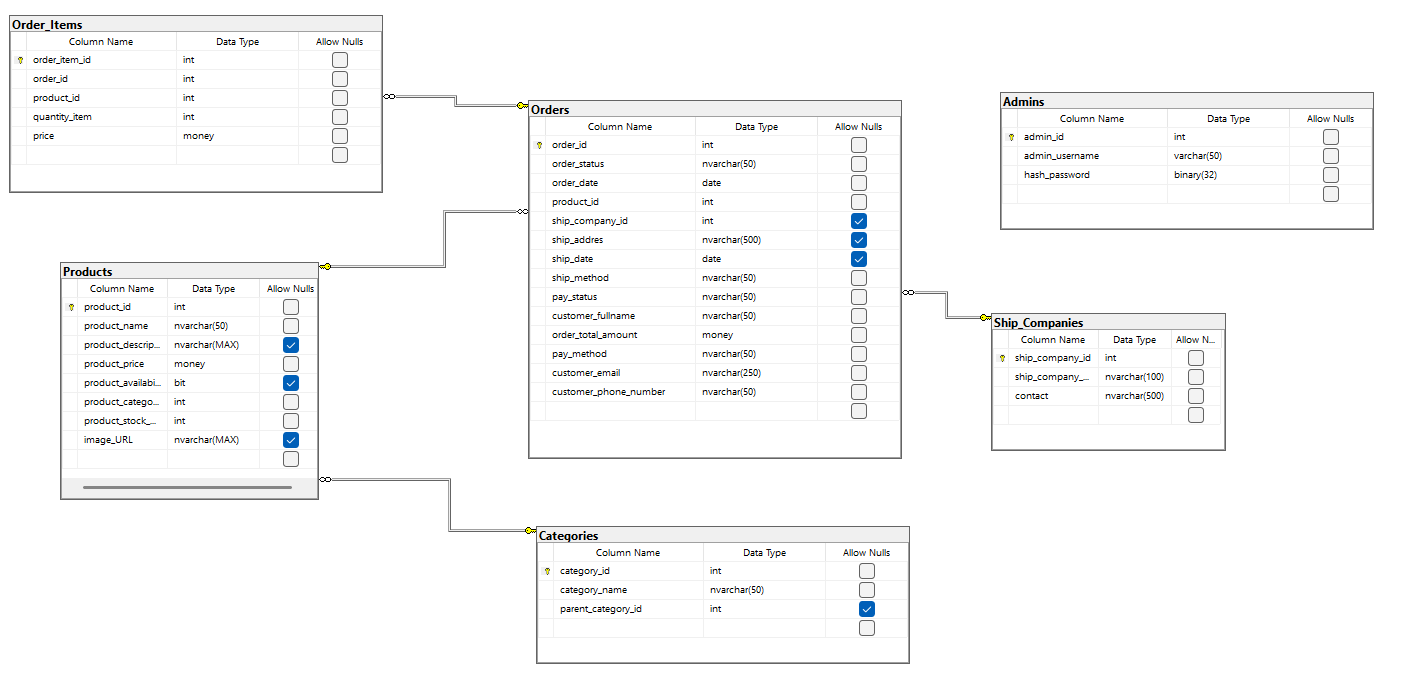 Order_Items
Column Name Data Type Allow Nulls
order_item_id int
order_id int
product_id int
quantity_item int
price money
Orders
Column Name Data Type Allow Nulls
order_id int
order_status nvarchar(50)
order_date date
product_id int
ship_company_id int
ship_addres nvarchar(500)
ship_date date
ship_method nvarchar(50)
pay_status nvarchar(50)
customer_fullname nvarchar(50)
order_total_amount money
pay_method nvarchar(50)
customer_email nvarchar(250)
customer_phone_number nvarchar(50)
Admins
Column Name Data Type Allow Nulls
admin_id int
admin_username varchar(50)
hash_password binary(32)
Products
Column Name Data Type Allow Nulls
product_id int
product_name nvarchar(50)
product_descrip... nvarchar(MAX)
product_price money
product_availabi... bit
product_catego... int
product_stock_... int
image_URL nvarchar(MAX)
Ship_Companies
Column Name Data Type Allow N...
ship_company_id int
ship_company_... nvarchar(100)
contact nvarchar(500)
Categories
Column Name Data Type Allow Nulls
category_id int
category_name nvarchar(50)
parent_category_id int